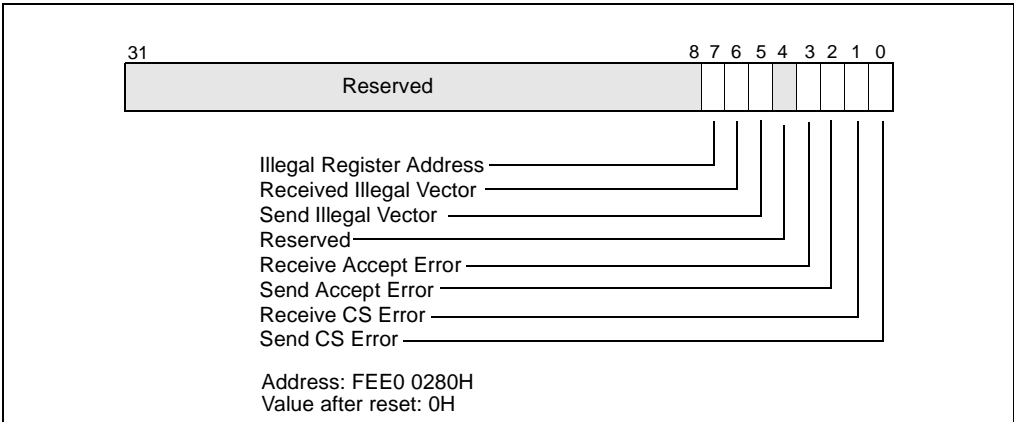 31 8 7 6 5 4 3 2 1 0
Reserved
Illegal Register Address
Received Illegal Vector
Send Illegal Vector
Reserved
Receive Accept Error
Send Accept Error
Receive CS Error
Send CS Error
Address: FEE0 0280H
Value after reset: 0H